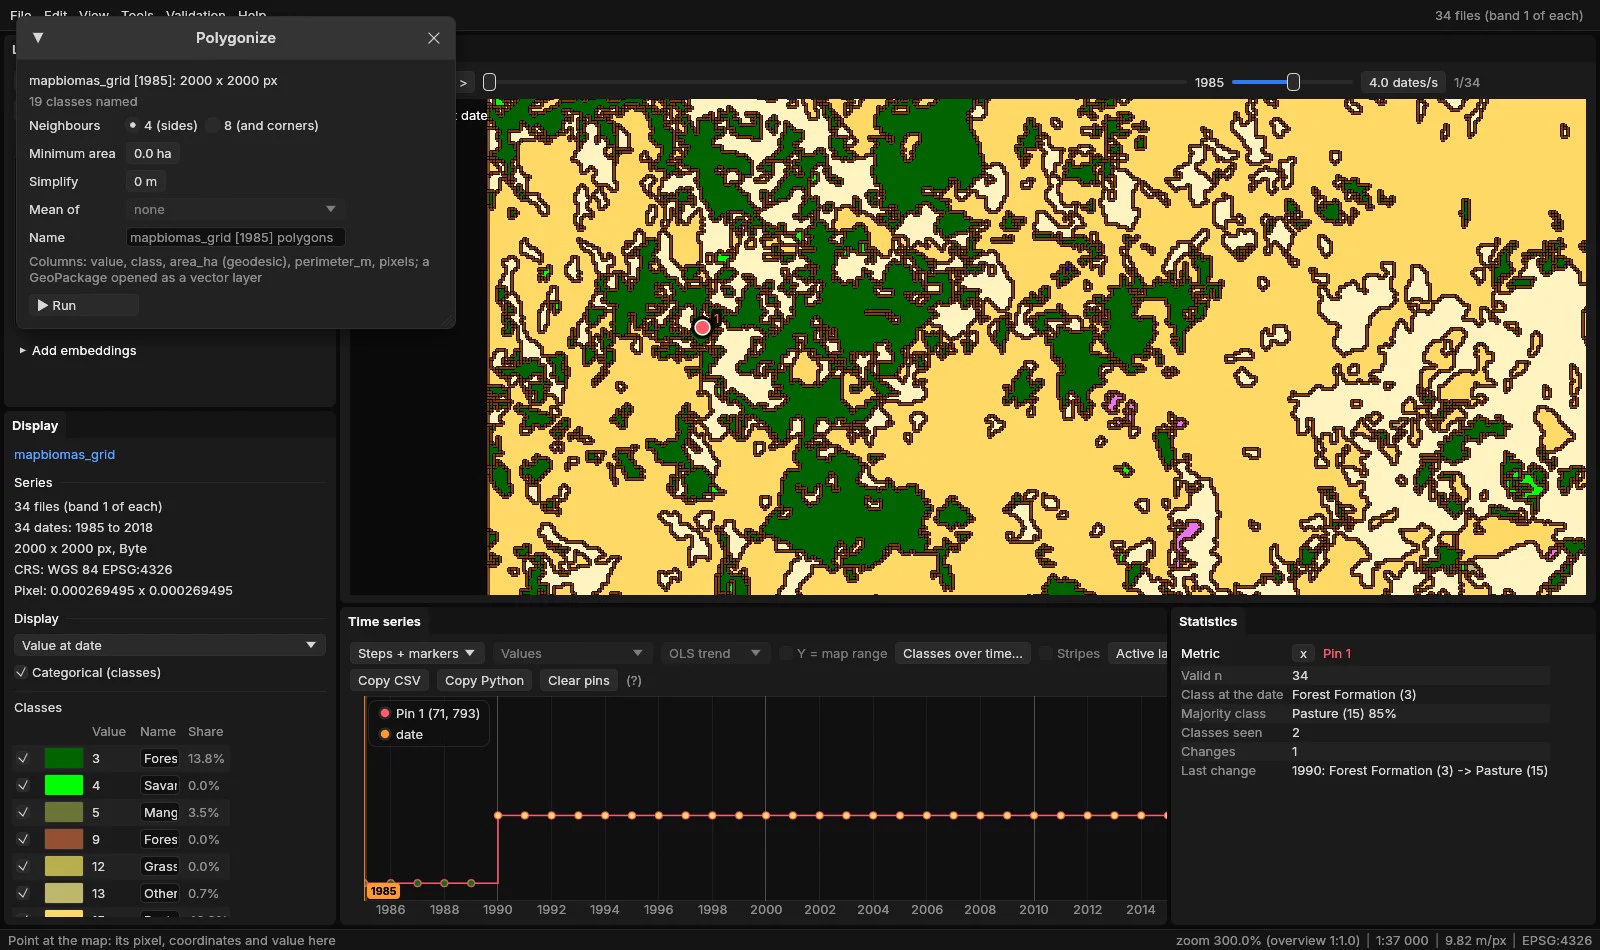 File Edit View Tools Validation Help
34 files (band 1 of each)
Polygonize
mapbiomas_grid [1985]: 2000 x 2000 px
19 classes named
Neighbours 4 (sides) 8 (and corners)
Minimum area 0.0 ha
Simplify 0 m
Mean of none
Name mapbiomas_grid [1985] polygons
Columns: value, class, area_ha (geodesic), perimeter_m, pixels; a
GeoPackage opened as a vector layer
Run
> 1985 4.0 dates/s 1/34
t date
Add embeddings
Display
mapbiomas_grid
Series
34 files (band 1 of each)
34 dates: 1985 to 2018
2000 x 2000 px, Byte
CRS: WGS 84 EPSG:4326
Pixel: 0.000269495 x 0.000269495
Display
Value at date
Categorical (classes)
Classes
Value Name Share
3 Fores 13.8%
4 Savar 0.0%
5 Mang 3.5%
9 Fores 0.0%
12 Grass 0.0%
13 Other 0.7%
Time series
Steps + markers Values OLS trend Y = map range Classes over time... Stripes Active la
Copy CSV Copy Python Clear pins (?)
Pin 1 (71, 793)
date
1985
1986 1988 1990 1992 1994 1996 1998 2000 2002 2004 2006 2008 2010 2012 2014
Statistics
Metric x Pin 1
Valid n 34
Class at the date Forest Formation (3)
Majority class Pasture (15) 85%
Classes seen 2
Changes 1
Last change 1990: Forest Formation (3) -> Pasture (15)
Point at the map: its pixel, coordinates and value here
zoom 300.0% (overview 1:1.0) | 1:37 000 | 9.82 m/px | EPSG:4326